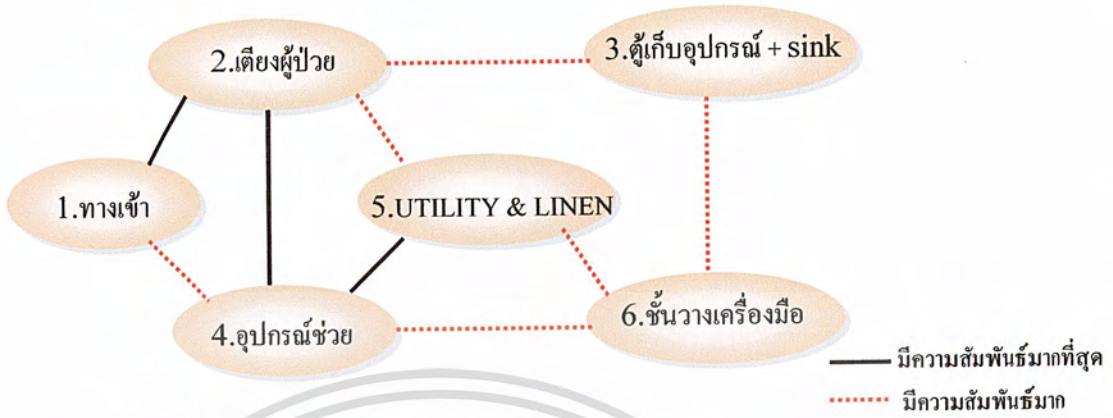 2.เตียงผู้ป่วย
3.ตู้เก็บอุปกรณ์ + sink
1.ทางเข้า
5.UTILITY & LINEN
4.อุปกรณ์ช่วย
6.ชั้นวางเครื่องมือ
มีความสัมพันธ์มากที่สุด
มีความสัมพันธ์มาก